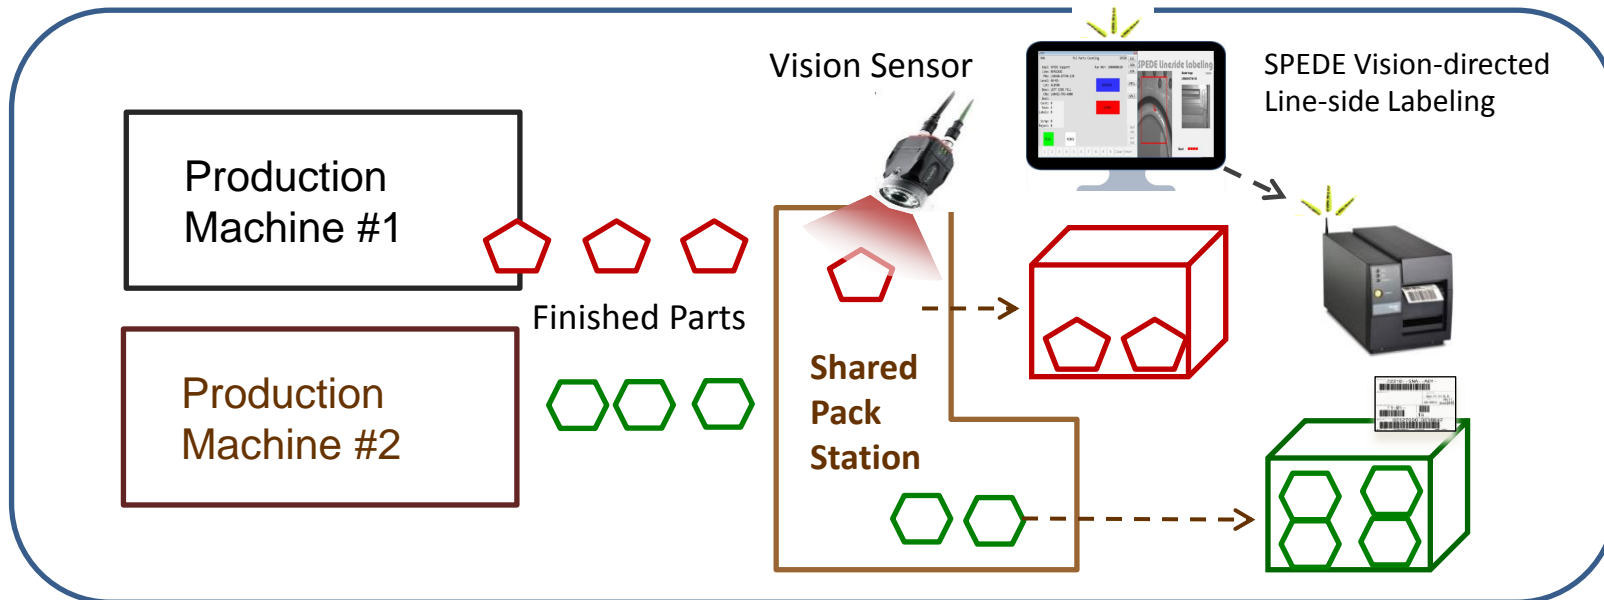 Vision Sensor
SPEDE Vision-directed
Line-side Labeling
SPEDE Lineside Labeling
Production
Machine #1
Finished Parts
Production
Machine #2
Shared
Pack
Station